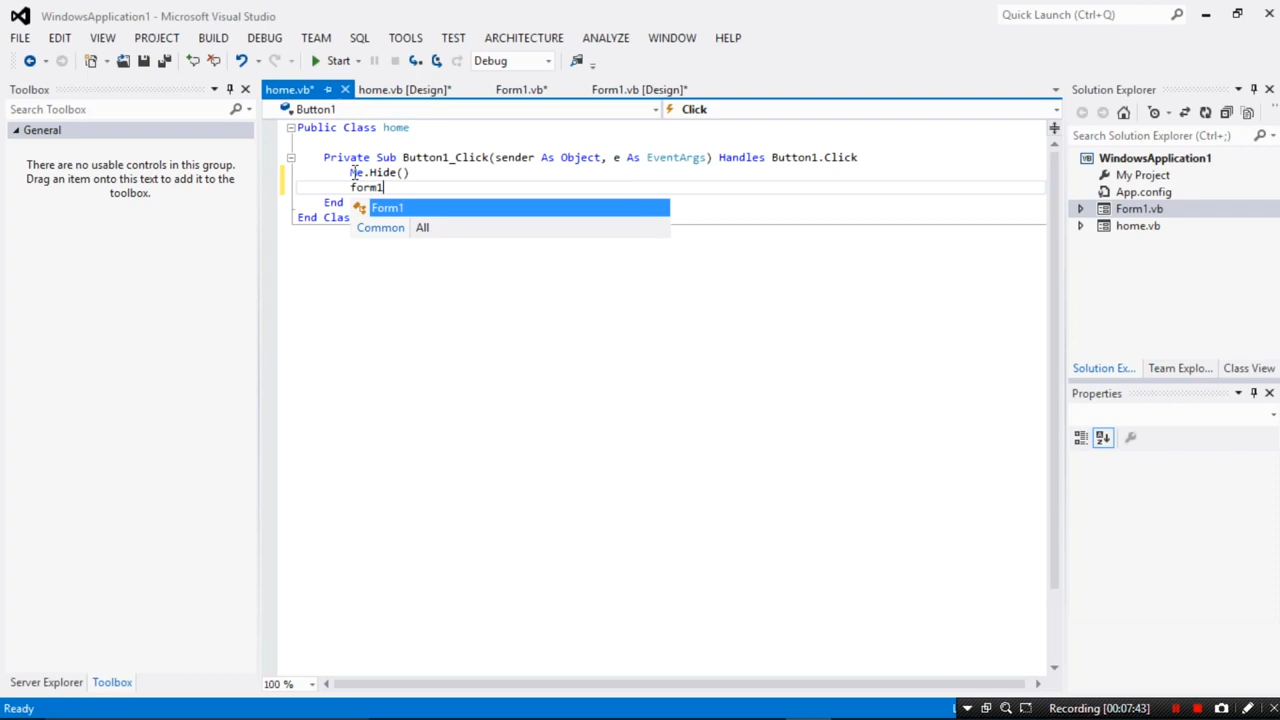 WindowsApplication1 - Microsoft Visual Studio
Quick Launch (Ctrl+Q)
FILE EDIT VIEW PROJECT BUILD DEBUG TEAM SQL TOOLS TEST ARCHITECTURE ANALYZE WINDOW HELP
Start Debug
Toolbox
home.vb* home.vb [Design]* Form1.vb* Form1.vb [Design]*
Solution Explorer
Search Toolbox
Button1 Click
General
Search Solution Explorer (Ctrl+;)
There are no usable controls in this group.
Drag an item onto this text to add it to the
toolbox.
Public Class home
Private Sub Button1_Click(sender As Object, e As EventArgs) Handles Button1.Click
Me.Hide()
form1
End
End Clas
Form1
Common All
WindowsApplication1
My Project
App.config
Form1.vb
home.vb
Solution Ex... Team Explo... Class View
Properties
100 %
Server Explorer Toolbox
Ready
Recording [00:07:43]